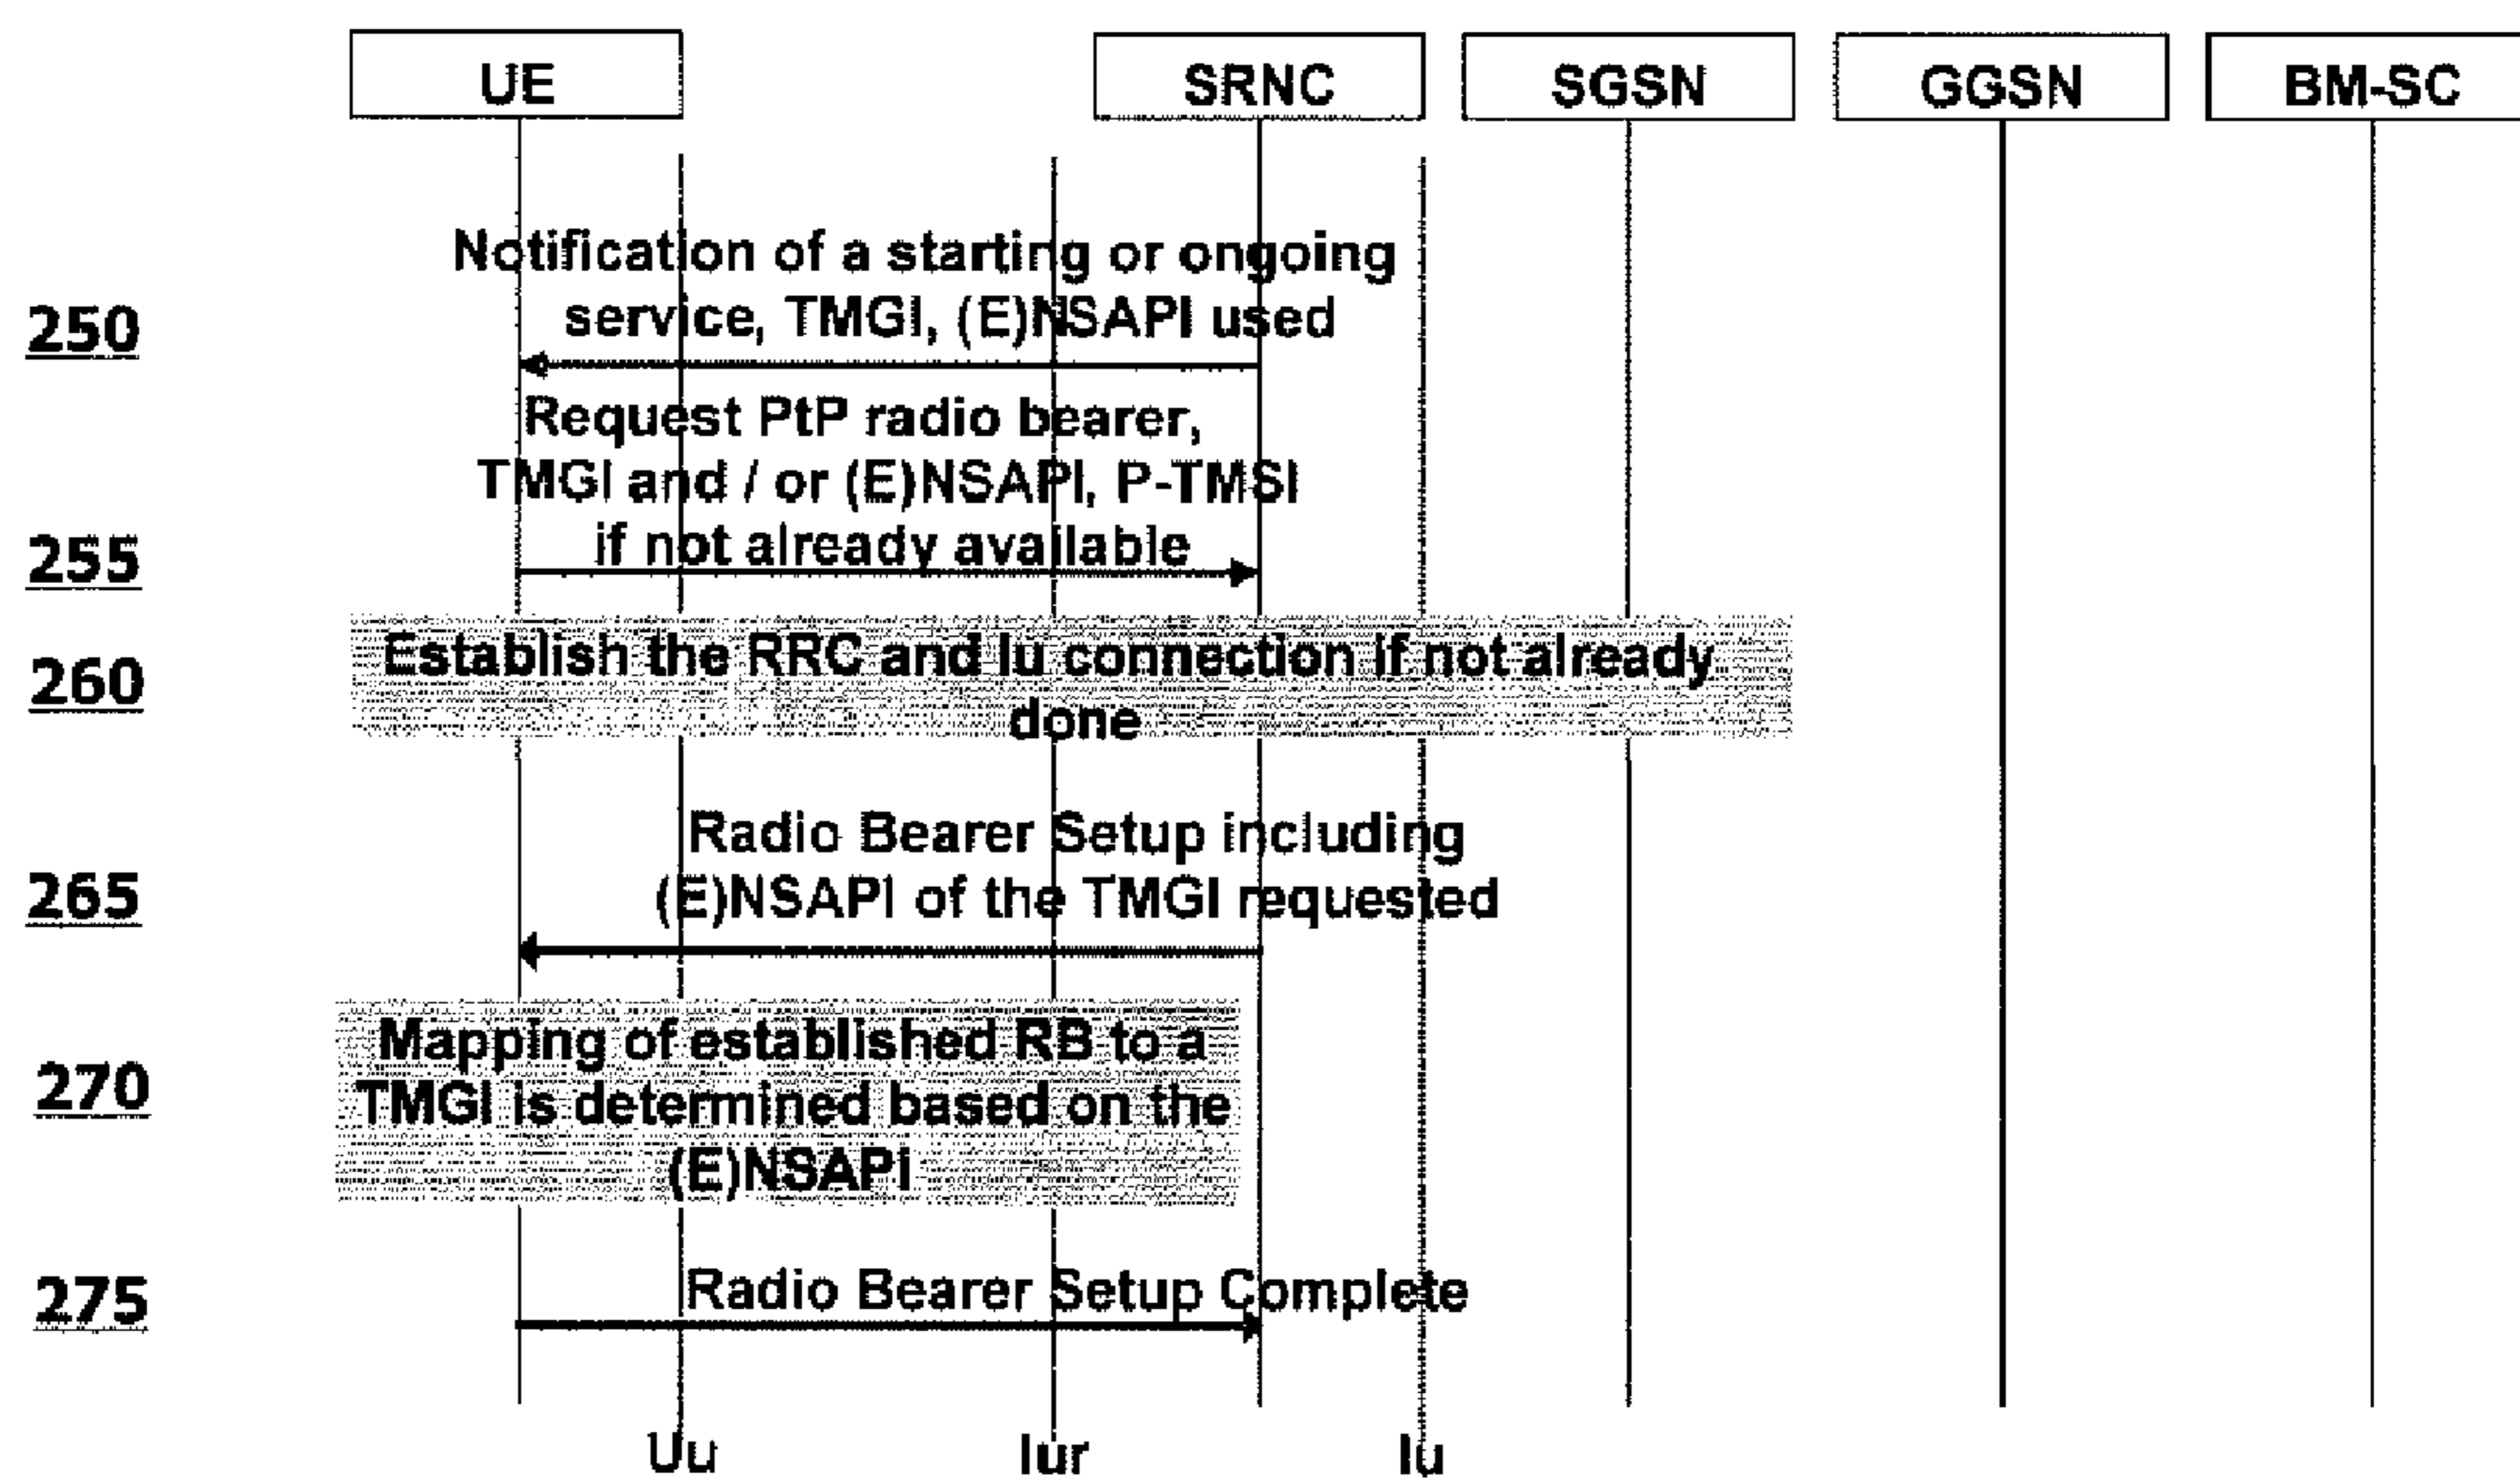 UE
SRNC
SGSN
GGSN
BM-SC
Notification of a starting or ongoing
service, TMGI, (E)NSAPI used
250
Request PtP radio bearer,
TMGI and / or (E)NSAPI, P-TMSI
if not already available
255
Establish the RRC and Iu connection if not already
done
260
Radio Bearer Setup including
(E)NSAPI of the TMGI requested
265
Mapping of established RB to a
TMGI is determined based on the
(E)NSAPI
270
Radio Bearer Setup Complete
275
Uu
Iur
Iu